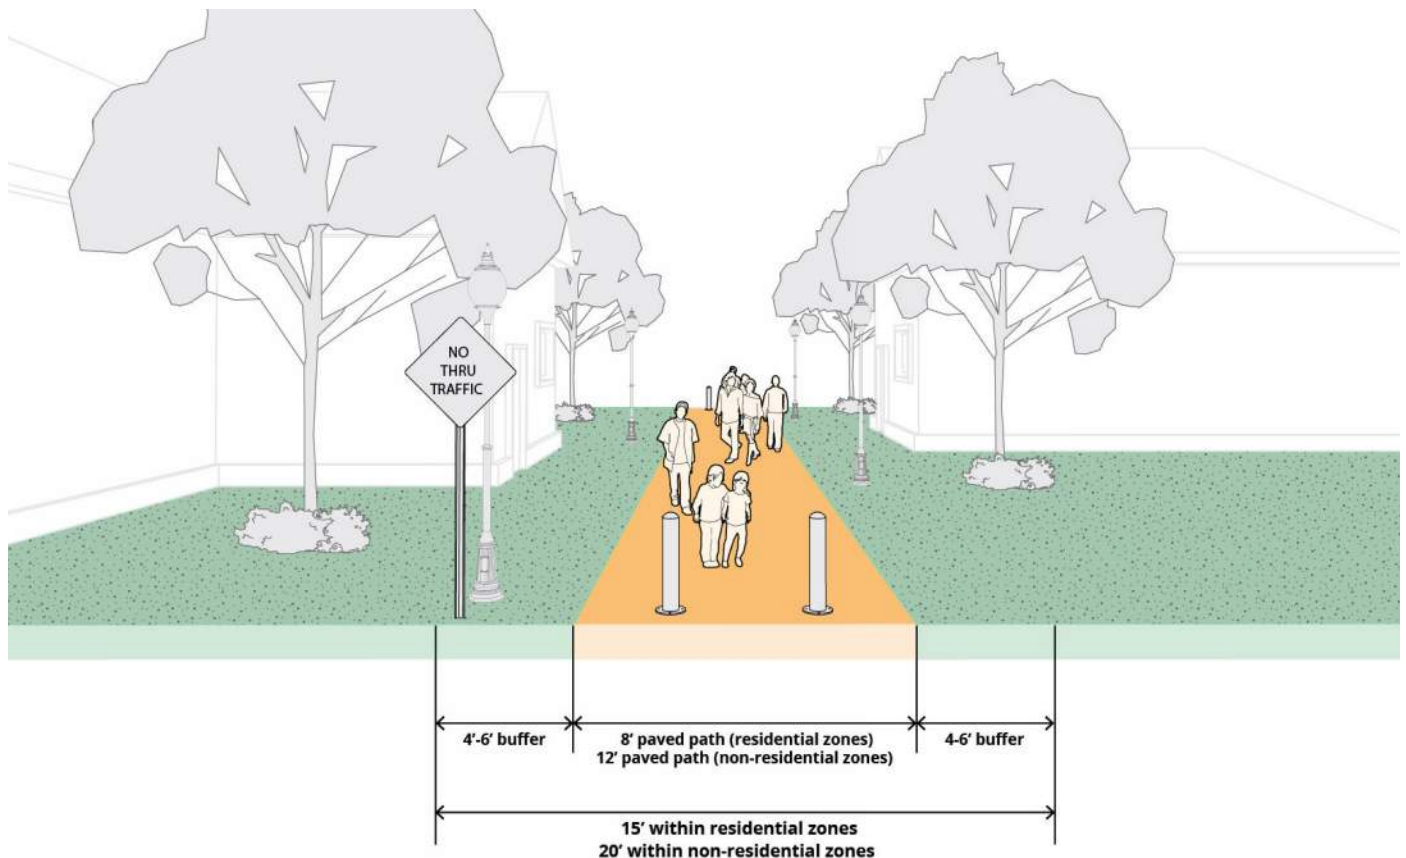 NO
THRU
TRAFFIC
4'-6' buffer
8' paved path (residential zones)
12' paved path (non-residential zones)
4-6' buffer
15' within residential zones
20' within non-residential zones